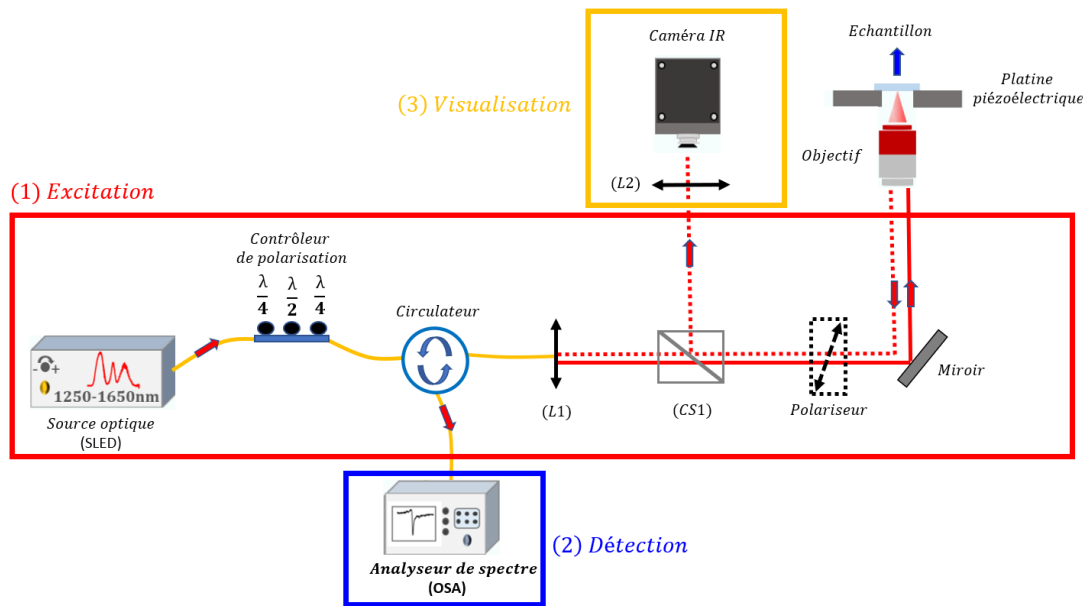 Caméra IR
(3) Visualisation
(L2)
Echantillon
Platine
piézoélectrique
Objectif
(1) Excitation
Contrôleur
de polarisation
λ/4 λ/2 λ/4
Circulateur
- +
1250-1650nm
Source optique
(SLED)
(L1)
(CS1)
Polariseur
Miroir
(2) Détection
Analyseur de spectre
(OSA)